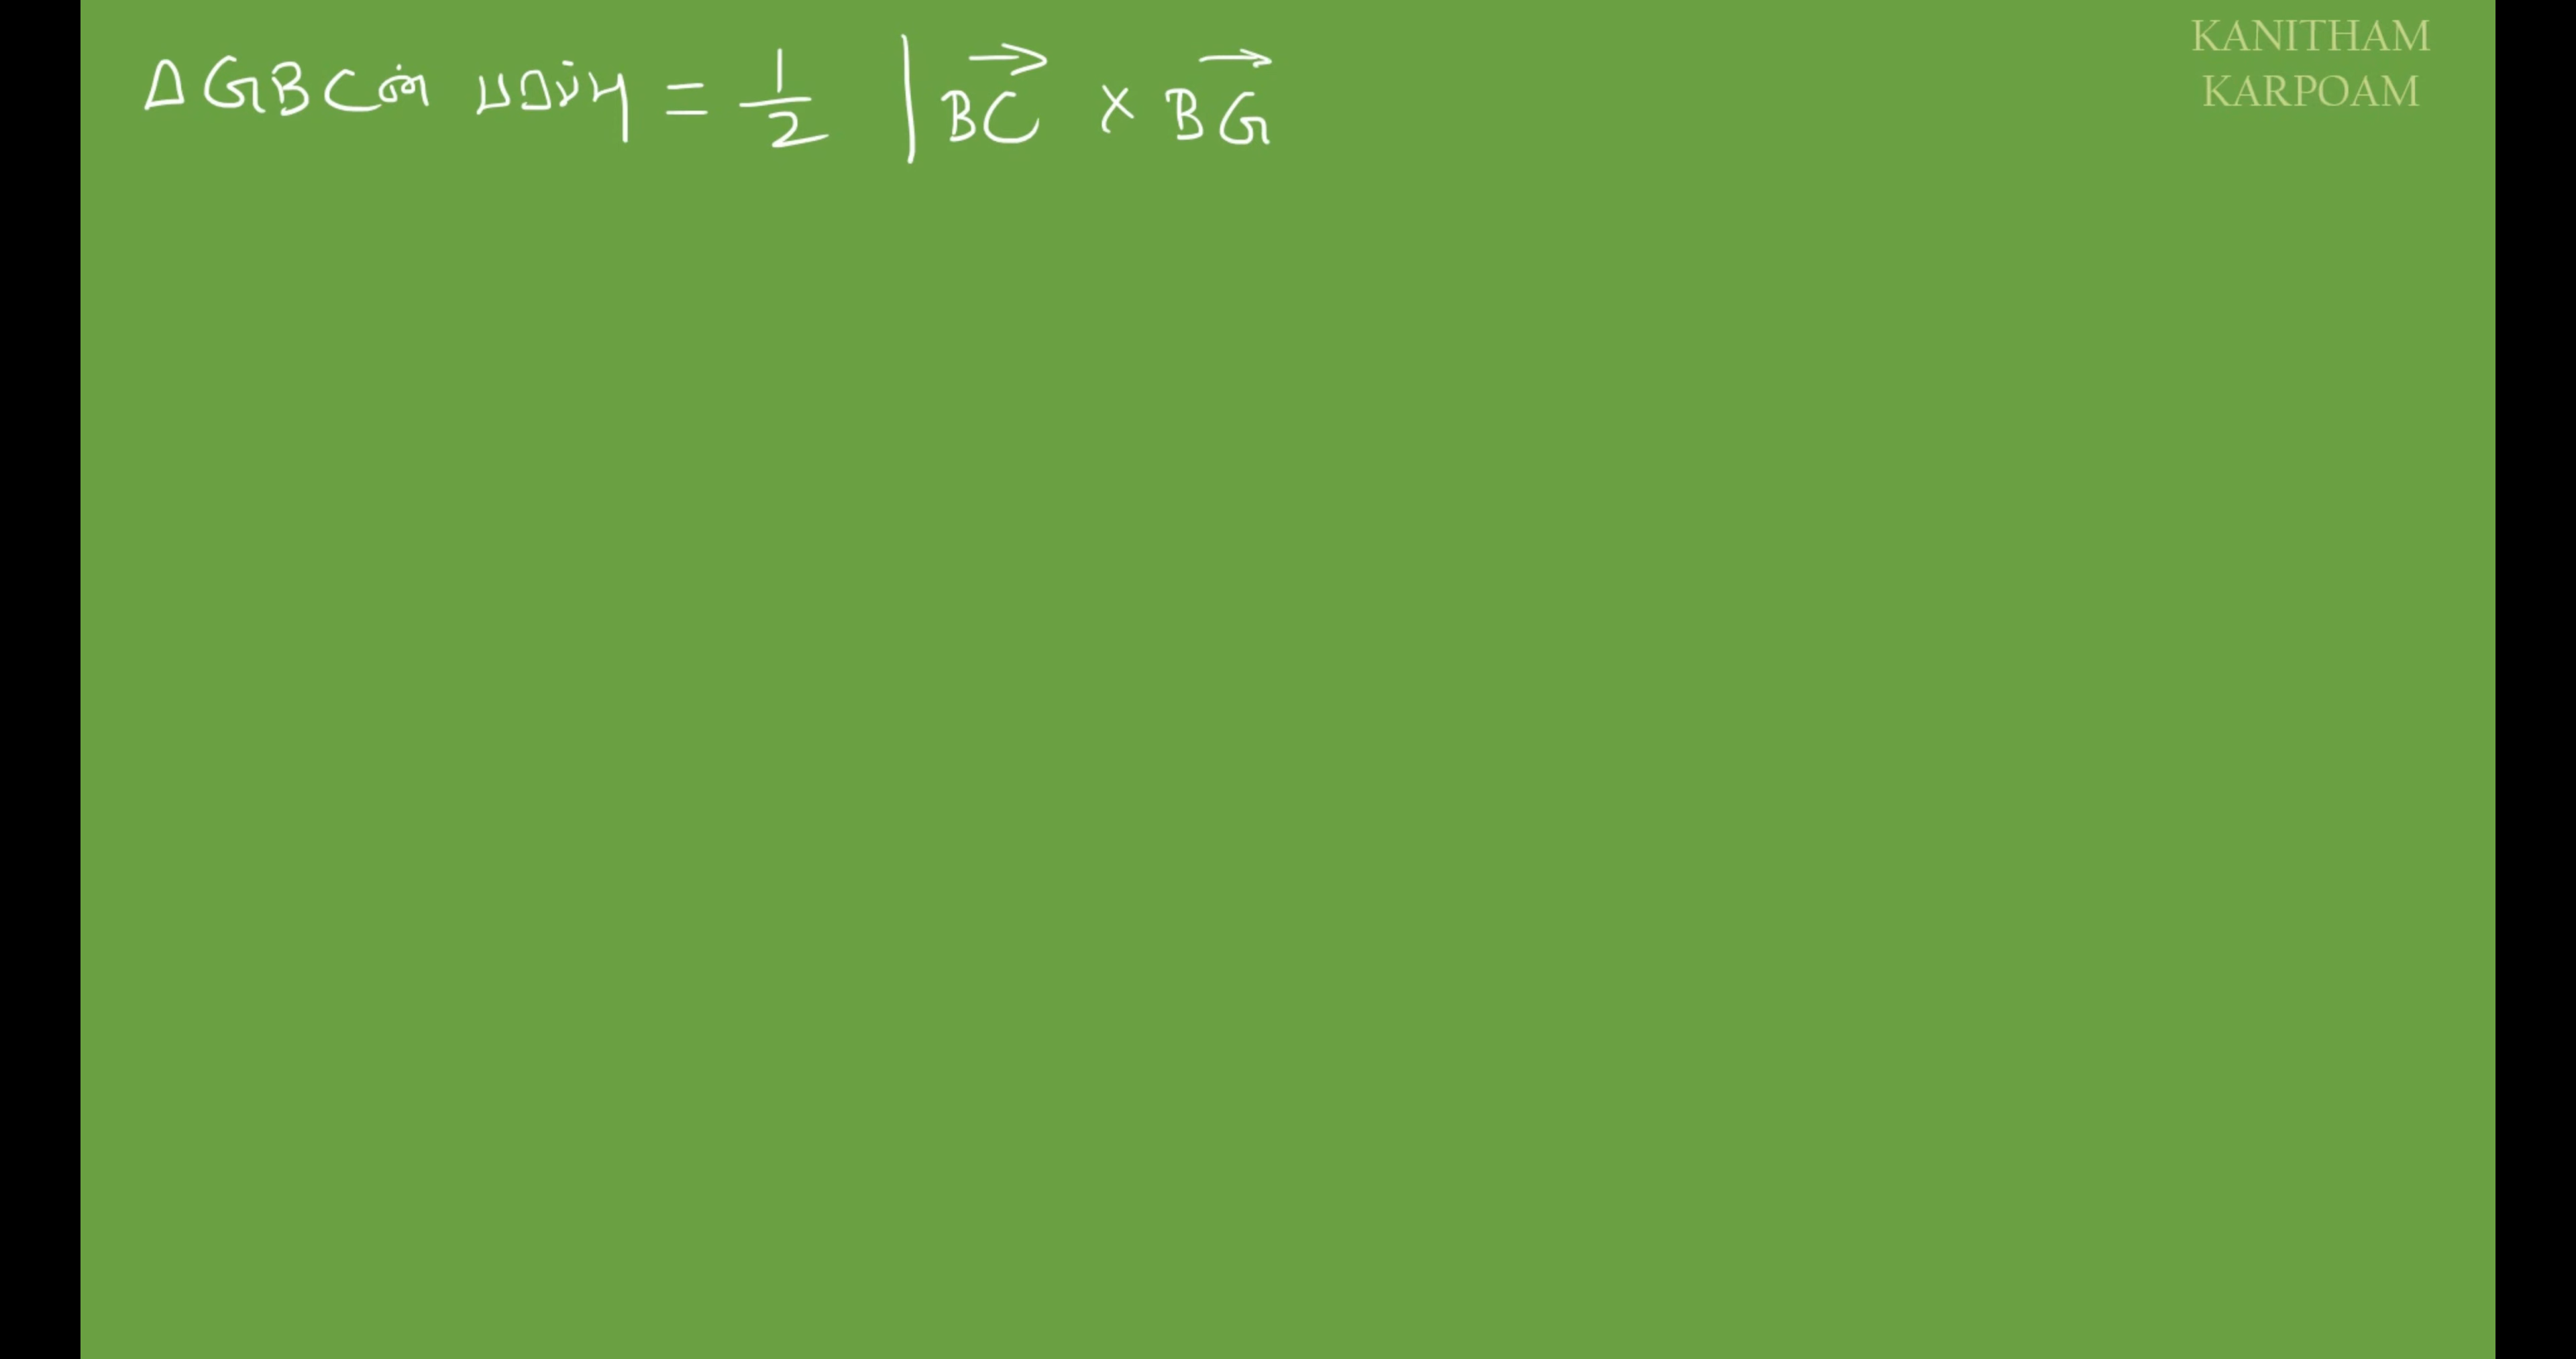 ΔGBCன் பரப்பு = 1/2 | BC→ × BG→
KANITHAM
KARPOAM